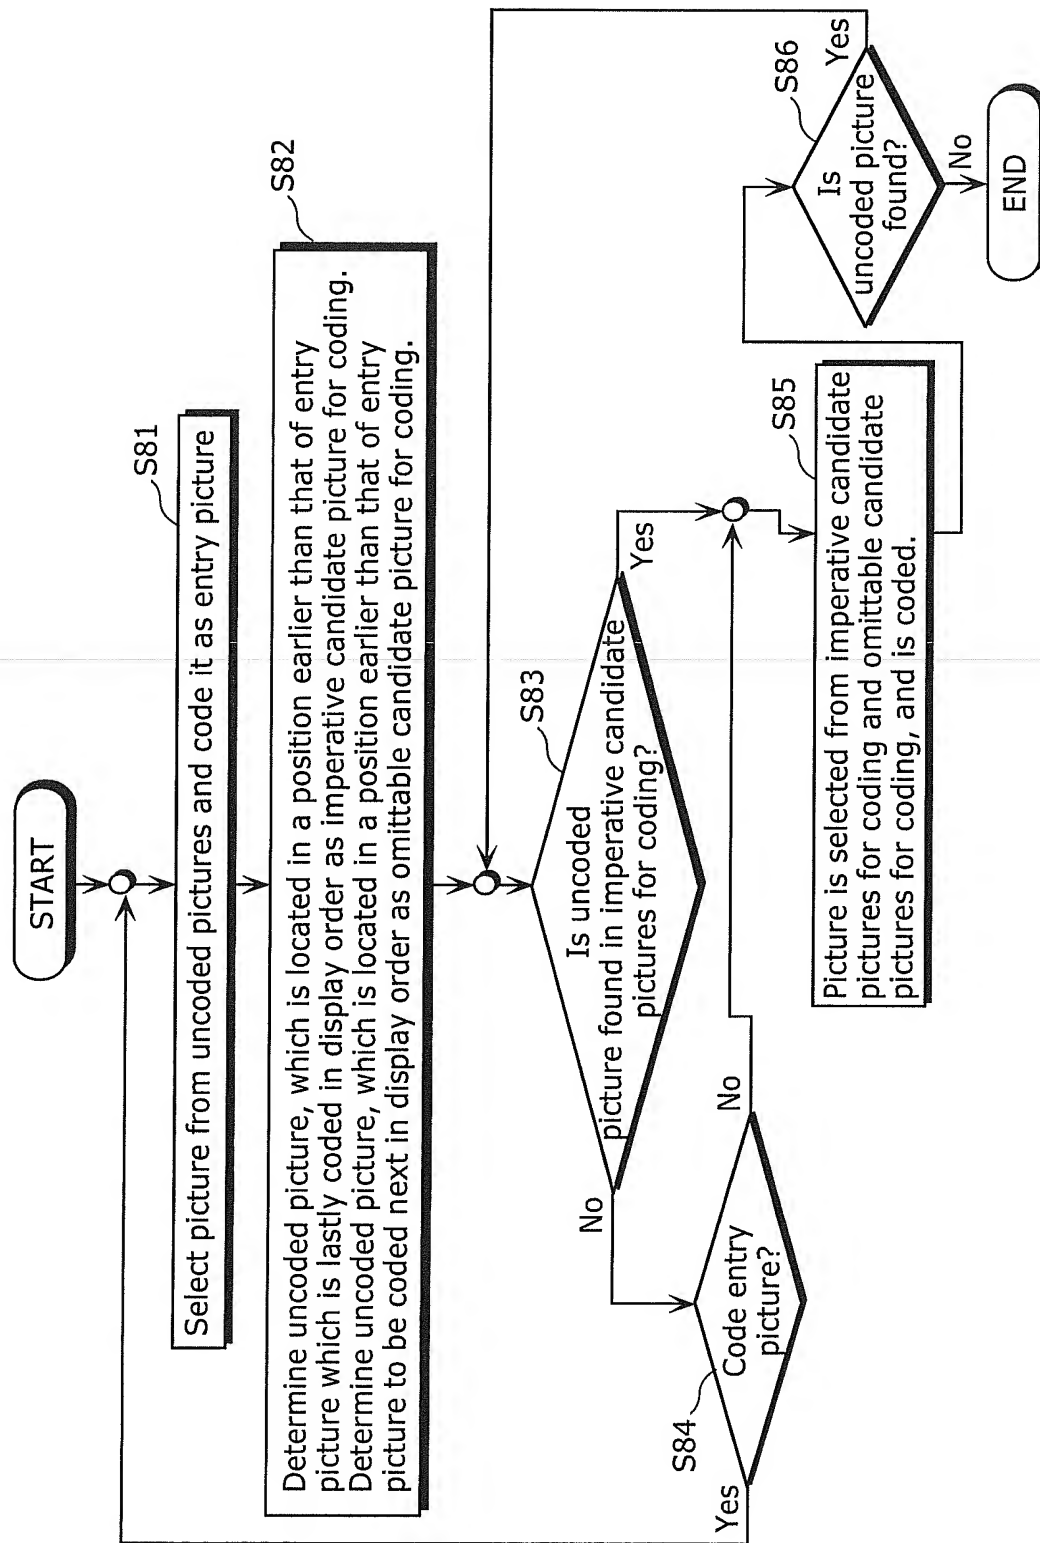 START
S81
Select picture from uncoded pictures and code it as entry picture
S82
Determine uncoded picture, which is located in a position earlier than that of entry
picture which is lastly coded in display order as imperative candidate picture for coding.
Determine uncoded picture, which is located in a position earlier than that of entry
picture to be coded next in display order as omittable candidate picture for coding.
S83
Is uncoded
picture found in imperative candidate
pictures for coding?
No
Yes
S84
Code entry
picture?
Yes
No
S85
Picture is selected from imperative candidate
pictures for coding and omittable candidate
pictures for coding, and is coded.
S86
Is
uncoded picture
found?
Yes
No
END